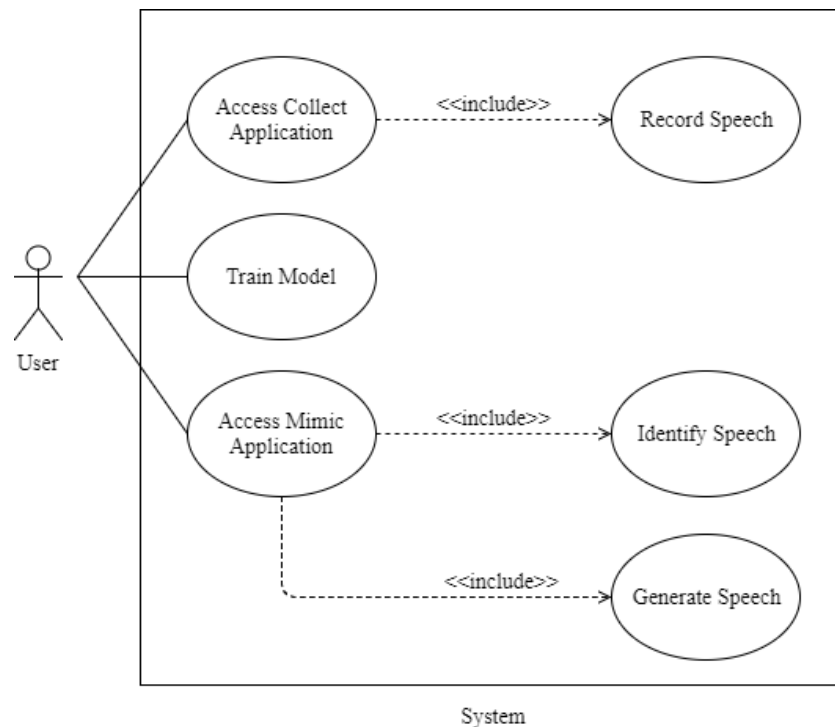 Access Collect
Application
<<include>>
Record Speech
Train Model
User
Access Mimic
Application
<<include>>
Identify Speech
<<include>>
Generate Speech
System